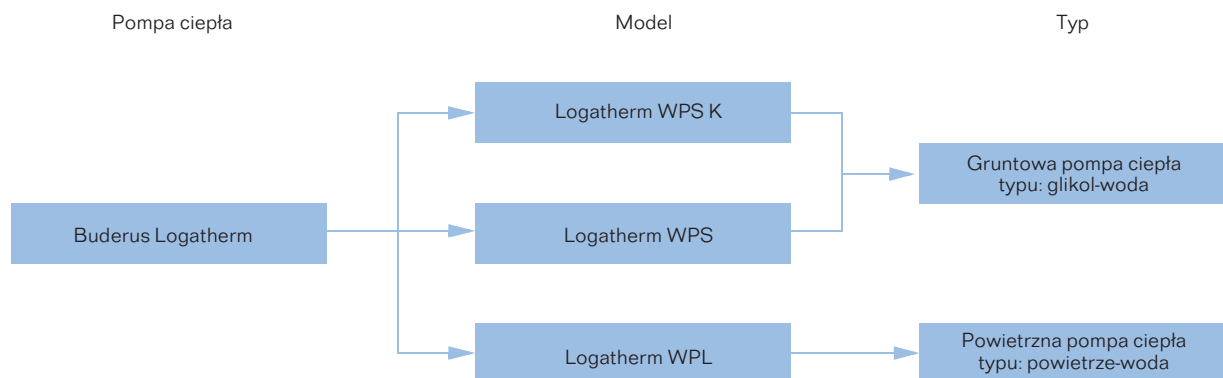 Pompa ciepła
Model
Typ
Logatherm WPS K
Gruntowa pompa ciepła
typu: glikol-woda
Buderus Logatherm
Logatherm WPS
Logatherm WPL
Powietrzna pompa ciepła
typu: powietrze-woda